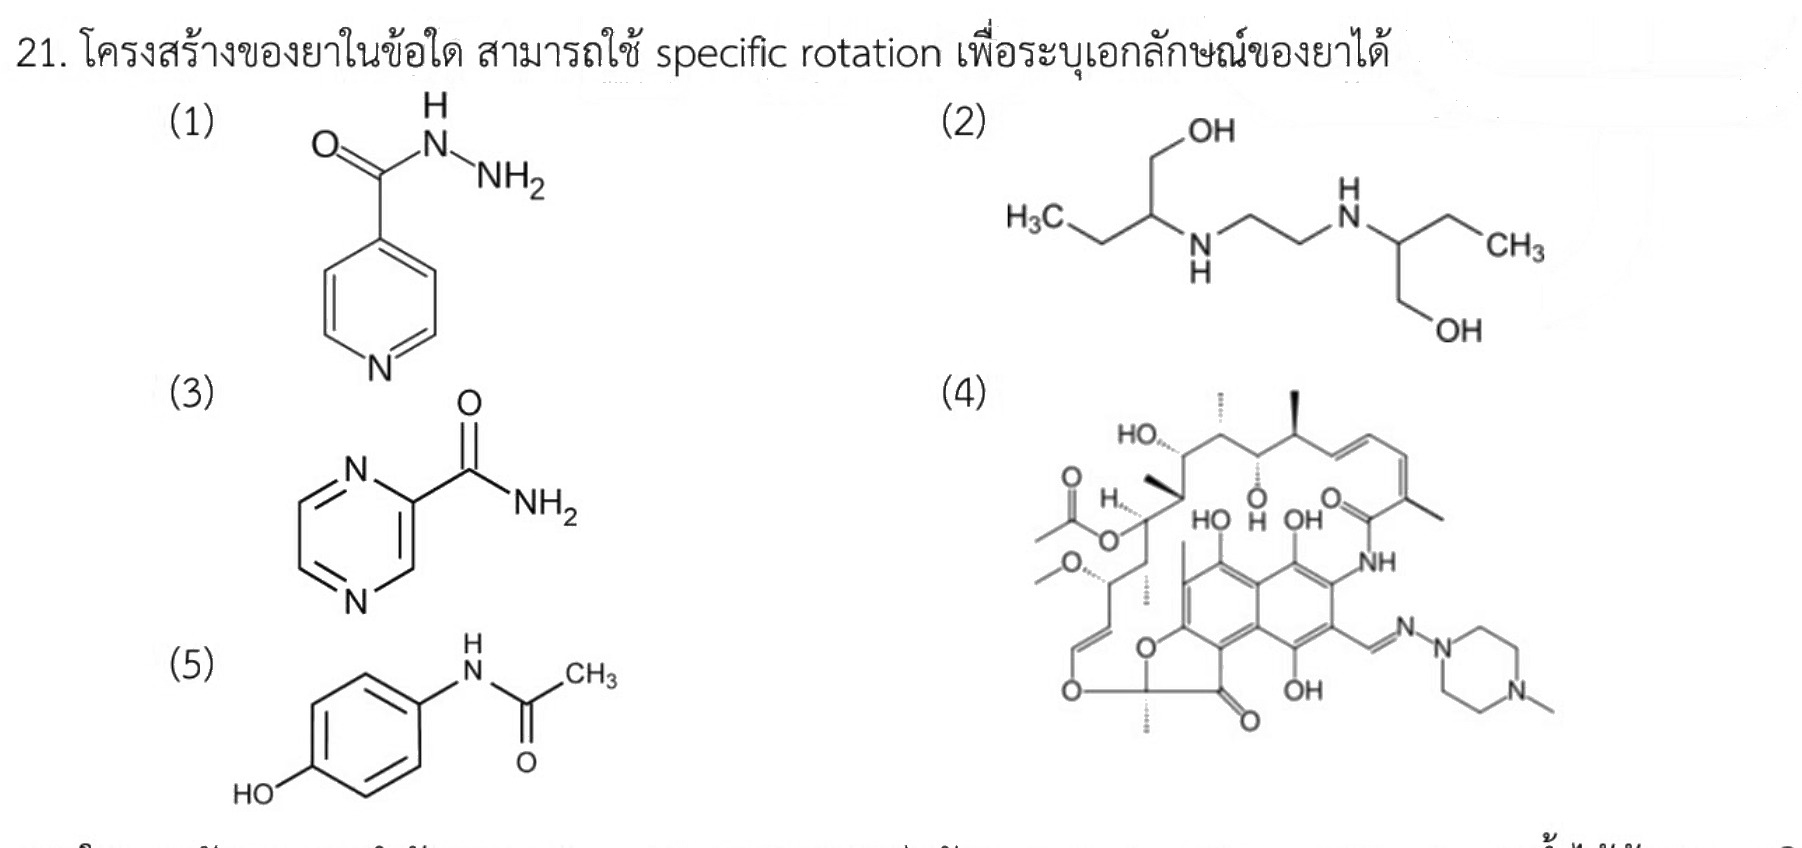 21. โครงสร้างของยาในข้อใด สามารถใช้ specific rotation เพื่อระบุเอกลักษณ์ของยาได้
(1)
H
O
N
NH2
N
(2)
OH
H3C
N
H
H
N
CH3
OH
(3)
O
N
NH2
N
(4)
HO
O
H
O
O
HO
O
H
OH
O
NH
O
N
N
O
O
OH
N
O
(5)
H
N
CH3
O
HO